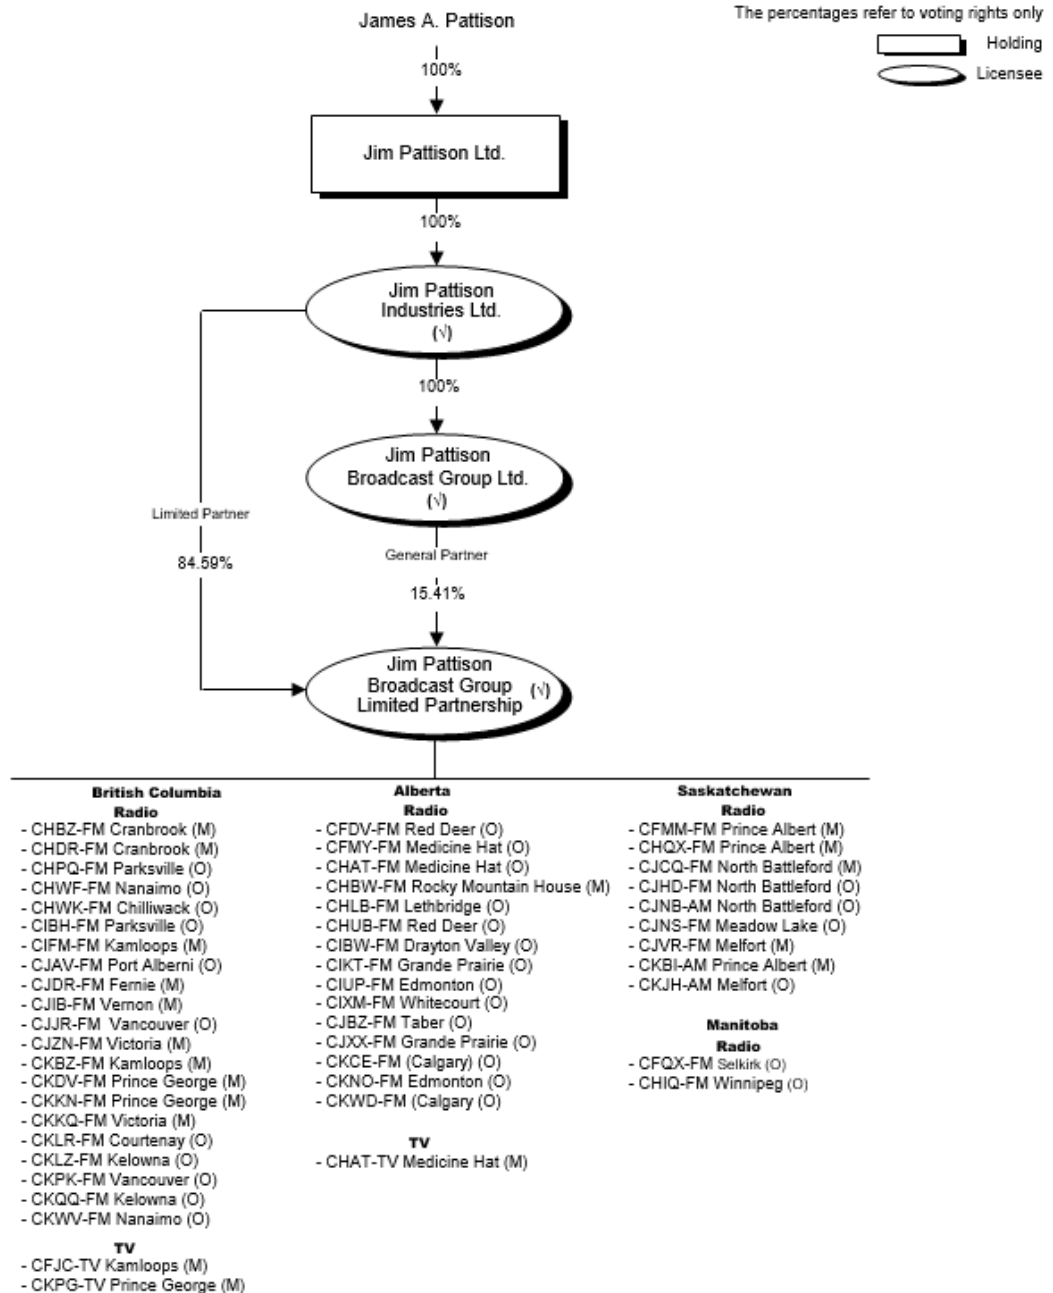 James A. Pattison
The percentages refer to voting rights only
Holding
Licensee
100%
Jim Pattison Ltd.
100%
Jim Pattison
Industries Ltd.
(√)
100%
Jim Pattison
Broadcast Group Ltd.
(√)
Limited Partner
84.59%
General Partner
15.41%
Jim Pattison
Broadcast Group (√)
Limited Partnership
British Columbia
Radio
- CHBZ-FM Cranbrook (M)
- CHDR-FM Cranbrook (M)
- CHPQ-FM Parksville (O)
- CHWF-FM Nanaimo (O)
- CHWK-FM Chilliwack (O)
- CIBH-FM Parksville (O)
- CIFM-FM Kamloops (M)
- CJAV-FM Port Alberni (O)
- CJDR-FM Fernie (M)
- CJIB-FM Vernon (M)
- CJJR-FM Vancouver (O)
- CJZN-FM Victoria (M)
- CKBZ-FM Kamloops (M)
- CKDV-FM Prince George (M)
- CKKN-FM Prince George (M)
- CKKQ-FM Victoria (M)
- CKLR-FM Courtenay (O)
- CKLZ-FM Kelowna (O)
- CKPK-FM Vancouver (O)
- CKQQ-FM Kelowna (O)
- CKWV-FM Nanaimo (O)
TV
- CFJC-TV Kamloops (M)
- CKPG-TV Prince George (M)
Alberta
Radio
- CFDV-FM Red Deer (O)
- CFMY-FM Medicine Hat (O)
- CHAT-FM Medicine Hat (O)
- CHBW-FM Rocky Mountain House (M)
- CHLB-FM Lethbridge (O)
- CHUB-FM Red Deer (O)
- CIBW-FM Drayton Valley (O)
- CIKT-FM Grande Prairie (O)
- CIUP-FM Edmonton (O)
- CIXM-FM Whitecourt (O)
- CJBZ-FM Taber (O)
- CJXX-FM Grande Prairie (O)
- CKCE-FM (Calgary) (O)
- CKNO-FM Edmonton (O)
- CKWD-FM (Calgary (O)
TV
- CHAT-TV Medicine Hat (M)
Saskatchewan
Radio
- CFMM-FM Prince Albert (M)
- CHQX-FM Prince Albert (M)
- CJCQ-FM North Battleford (M)
- CJHD-FM North Battleford (O)
- CJNB-AM North Battleford (O)
- CJNS-FM Meadow Lake (O)
- CJVR-FM Melfort (M)
- CKBI-AM Prince Albert (M)
- CKJH-AM Melfort (O)
Manitoba
Radio
- CFQX-FM Selkirk (O)
- CHIQ-FM Winnipeg (O)